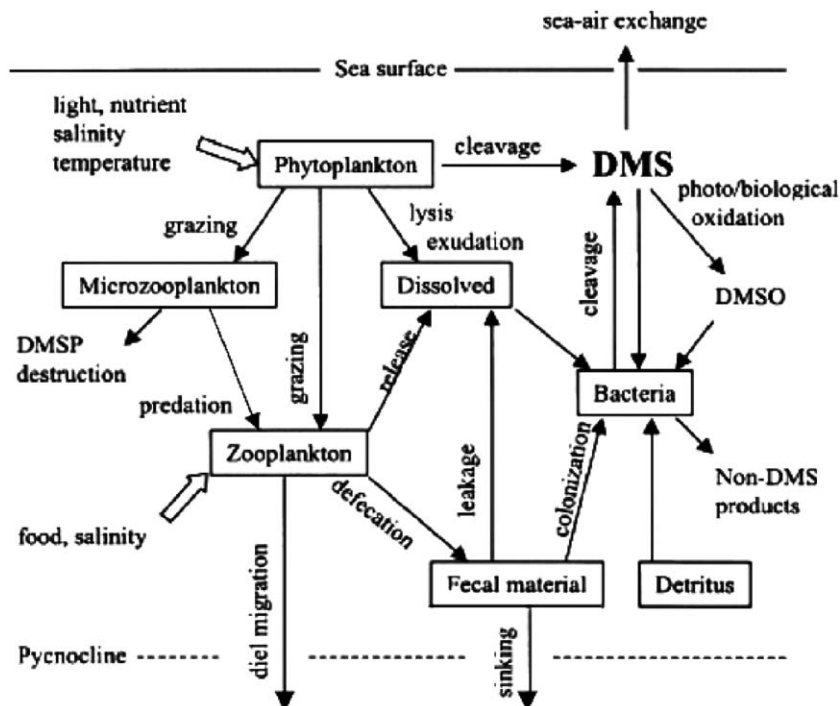 sea-air exchange
Sea surface
light, nutrient
salinity
temperature
Phytoplankton
cleavage
DMS
photo/biological
oxidation
grazing
lysis
exudation
Microzooplankton
Dissolved
cleavage
DMSO
DMSP
destruction
predation
grazing
release
Bacteria
Zooplankton
defecation
leakage
colonization
Non-DMS
products
food, salinity
diel migration
Fecal material
Detritus
Pycnocline
sinking